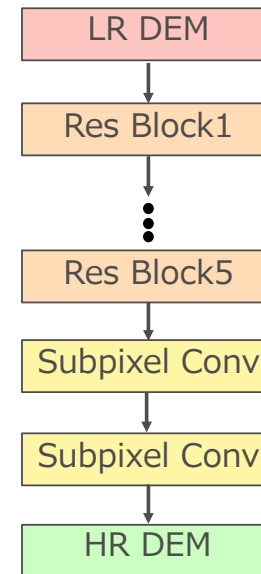 LR DEM
Res Block1
Res Block5
Subpixel Conv
Subpixel Conv
HR DEM